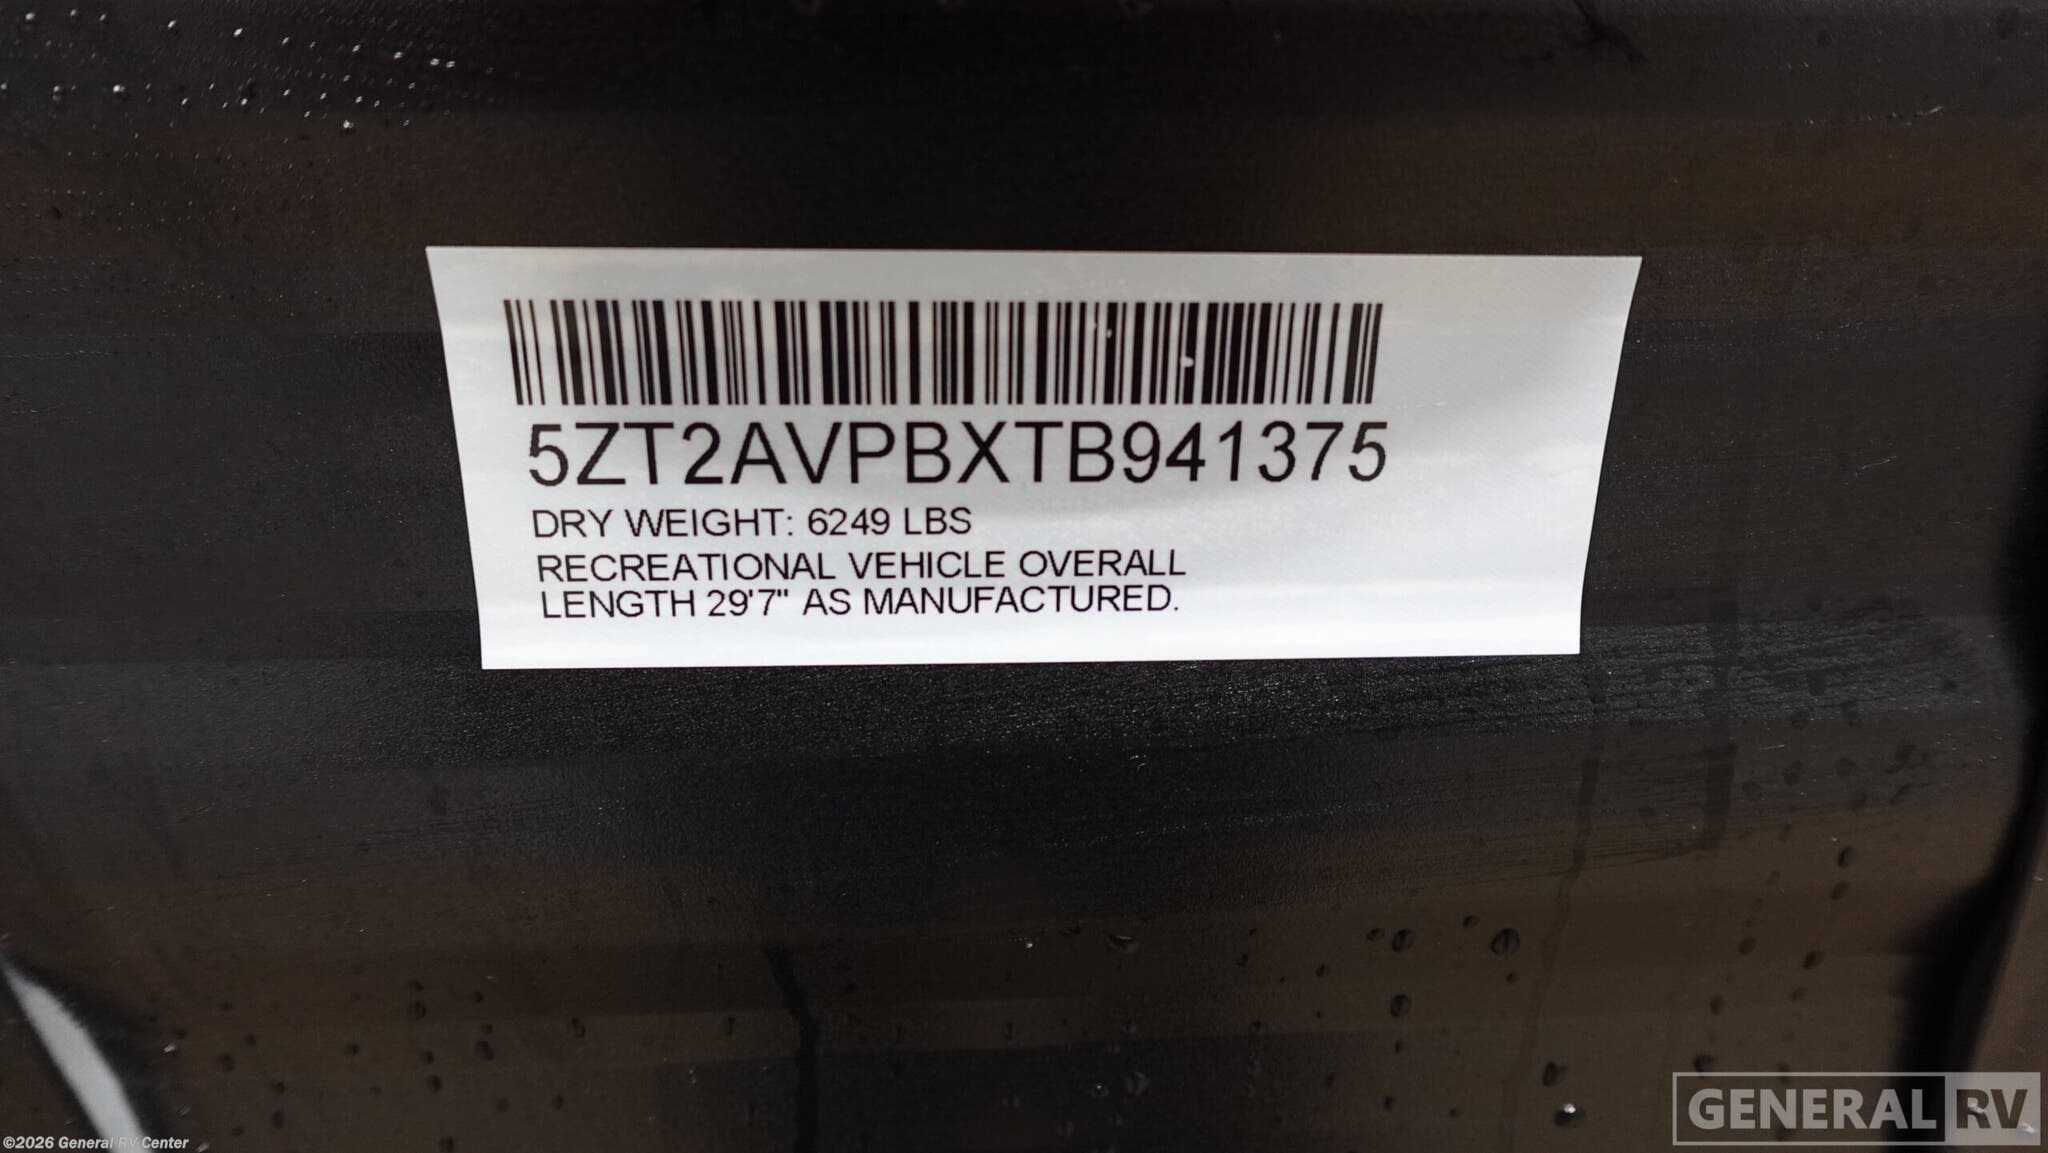 5ZT2AVPBXTB941375
DRY WEIGHT: 6249 LBS
RECREATIONAL VEHICLE OVERALL
LENGTH 29'7" AS MANUFACTURED.
GENERAL RV
©2026 General RV Center